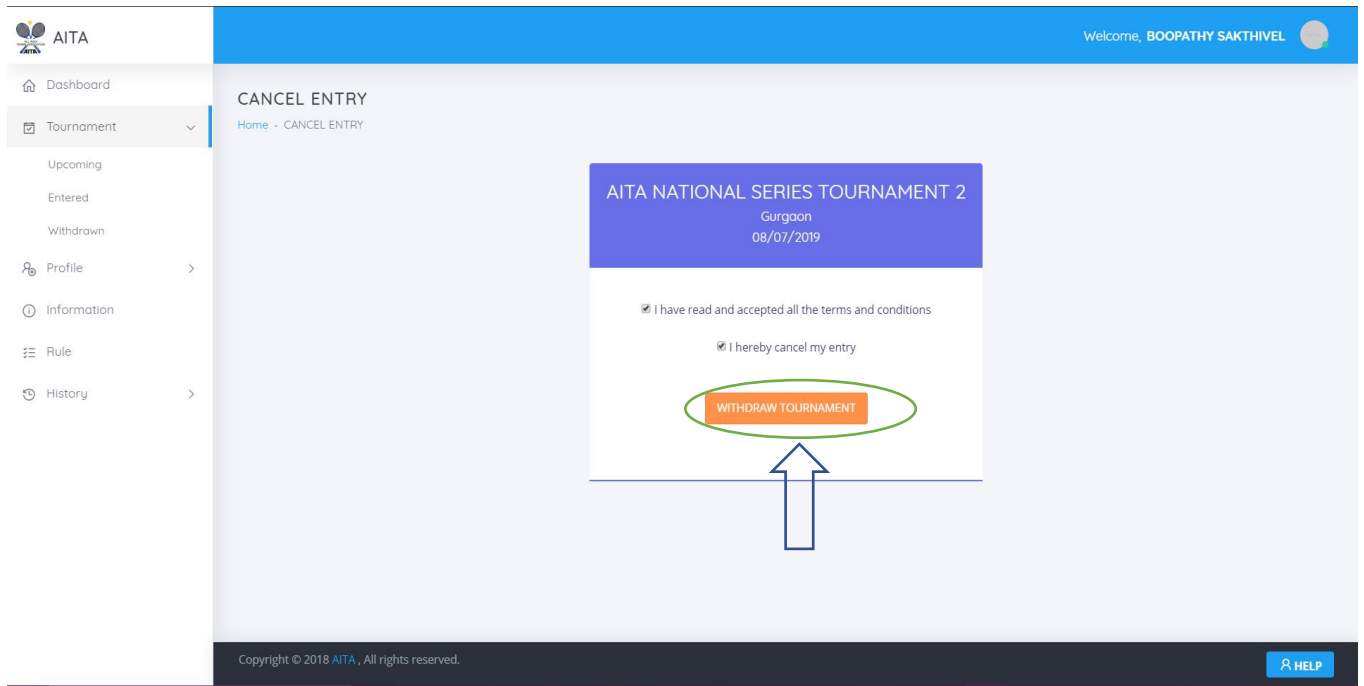 AITA
AITA
Welcome, BOOPATHY SAKTHIVEL
Dashboard
Tournament
Upcoming
Entered
Withdrawn
Profile
Information
Rule
History
CANCEL ENTRY
Home - CANCEL ENTRY
AITA NATIONAL SERIES TOURNAMENT 2
Gurgaon
08/07/2019
I have read and accepted all the terms and conditions
I hereby cancel my entry
WITHDRAW TOURNAMENT
Copyright © 2018 AITA , All rights reserved.
HELP